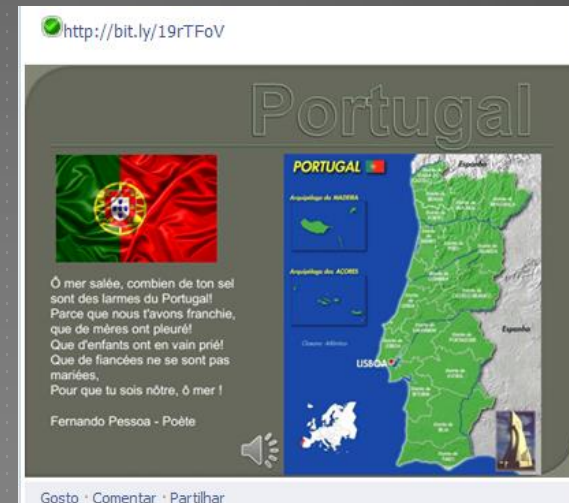 http://bit.ly/19rTFoV
Portugal
Ô mer salée, combien de ton sel
sont des larmes du Portugal!
Parce que nous t'avons franchie,
que de mères ont pleuré!
Que d'enfants ont en vain prié!
Que de fiancées ne se sont pas
mariées,
Pour que tu sois nôtre, ô mer !
Fernando Pessoa - Poète
PORTUGAL
Arquipélago da MADEIRA
Arquipélago dos AÇORES
Oceano Atlântico
LISBOA
Espanha
Espanha
Gosto · Comentar · Partilhar